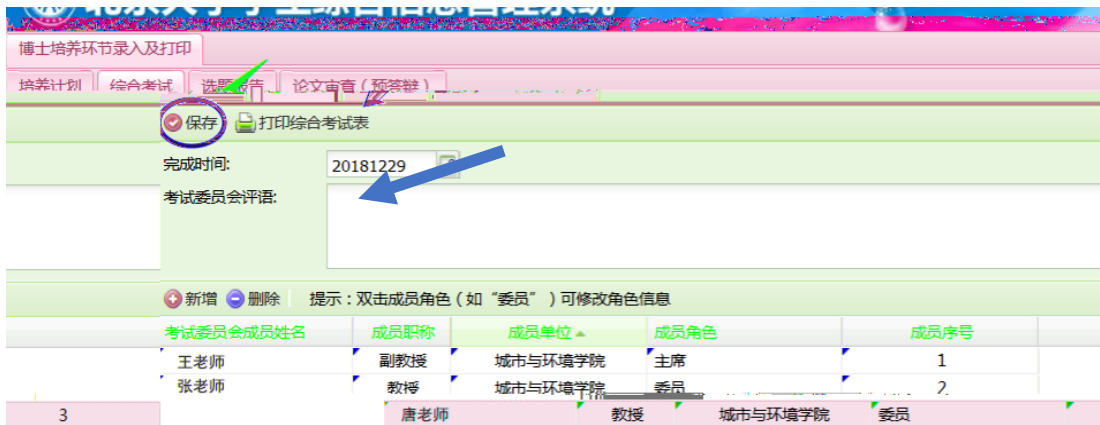 博士培养环节录入及打印
培养计划 综合考试 选题报告 论文审查（预答辩）
保存 打印综合考试表
完成时间: 20181229
考试委员会评语:
新增 删除 提示：双击成员角色（如“委员”）可修改角色信息
考试委员会成员姓名 成员职称 成员单位 成员角色 成员序号
王老师 副教授 城市与环境学院 主席 1
张老师 教授 城市与环境学院 委员 2
3 唐老师 教授 城市与环境学院 委员